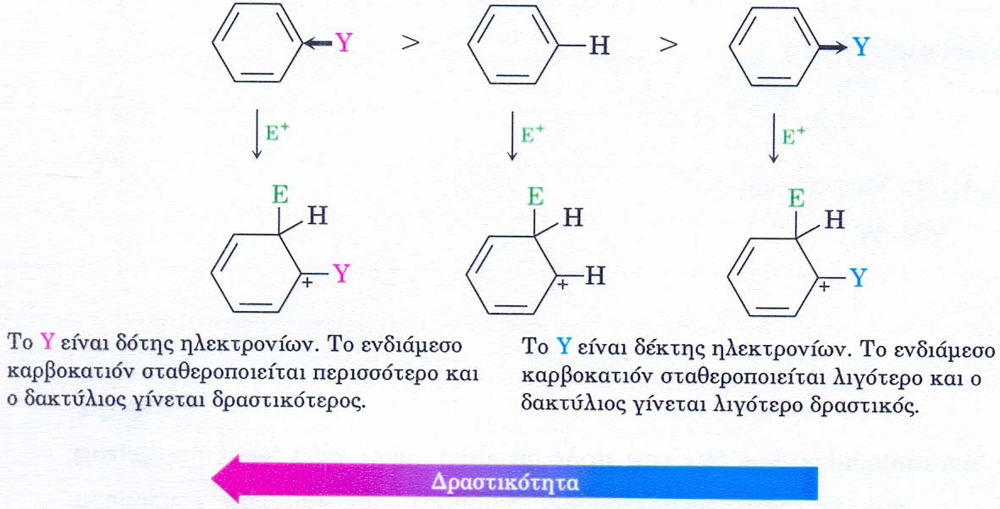 Y > H > Y
E⁺ E⁺ E⁺
E E E
H H H
+ Y + H + Y
Το Y είναι δότης ηλεκτρονίων. Το ενδιάμεσο
καρβοκατιόν σταθεροποιείται περισσότερο και
ο δακτύλιος γίνεται δραστικότερος.
Το Y είναι δέκτης ηλεκτρονίων. Το ενδιάμεσο
καρβοκατιόν σταθεροποιείται λιγότερο και ο
δακτύλιος γίνεται λιγότερο δραστικός.
Δραστικότητα